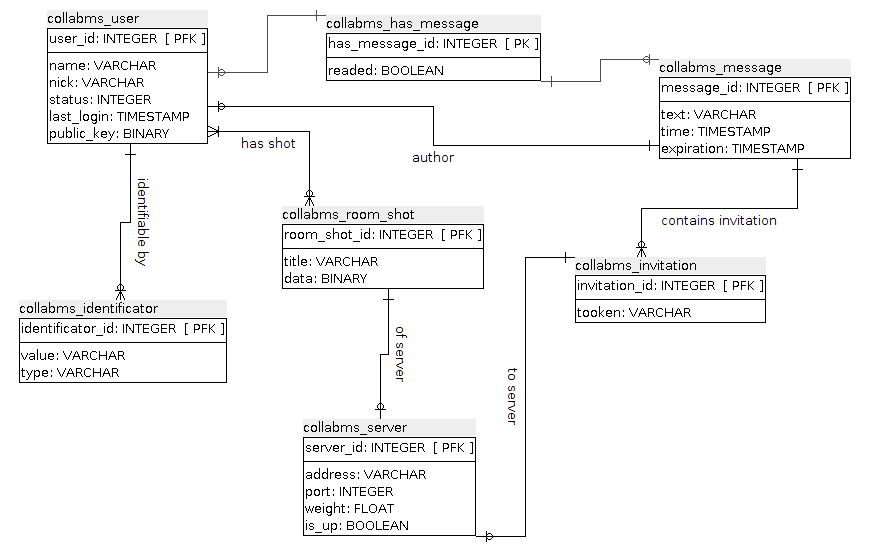 collabms_user
user_id: INTEGER [ PFK ]
name: VARCHAR
nick: VARCHAR
status: INTEGER
last_login: TIMESTAMP
public_key: BINARY
collabms_has_message
has_message_id: INTEGER [ PK ]
readed: BOOLEAN
collabms_message
message_id: INTEGER [ PFK ]
text: VARCHAR
time: TIMESTAMP
expiration: TIMESTAMP
has shot
author
identifiable by
collabms_room_shot
room_shot_id: INTEGER [ PFK ]
title: VARCHAR
data: BINARY
contains invitation
collabms_invitation
invitation_id: INTEGER [ PFK ]
tooken: VARCHAR
collabms_identificator
identificator_id: INTEGER [ PFK ]
value: VARCHAR
type: VARCHAR
of server
to server
collabms_server
server_id: INTEGER [ PFK ]
address: VARCHAR
port: INTEGER
weight: FLOAT
is_up: BOOLEAN